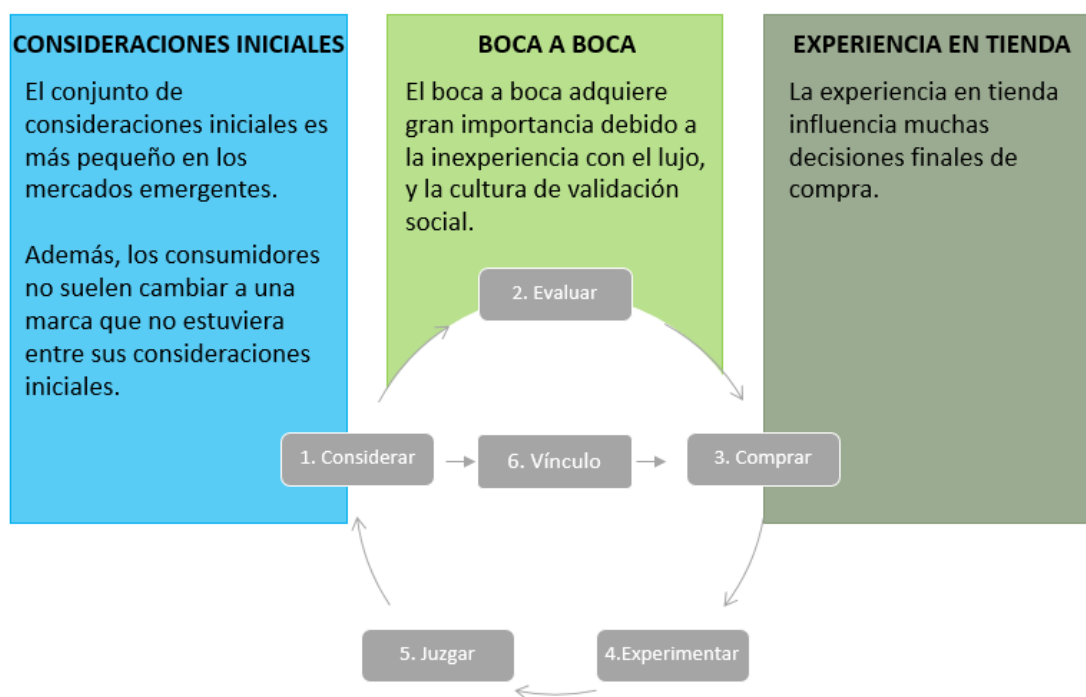 CONSIDERACIONES INICIALES
El conjunto de
consideraciones iniciales es
más pequeño en los
mercados emergentes.
Además, los consumidores
no suelen cambiar a una
marca que no estuviera
entre sus consideraciones
iniciales.
BOCA A BOCA
El boca a boca adquiere
gran importancia debido a
la inexperiencia con el lujo,
y la cultura de validación
social.
EXPERIENCIA EN TIENDA
La experiencia en tienda
influencia muchas
decisiones finales de
compra.
2. Evaluar
1. Considerar
6. Vínculo
3. Comprar
5. Juzgar
4.Experimentar